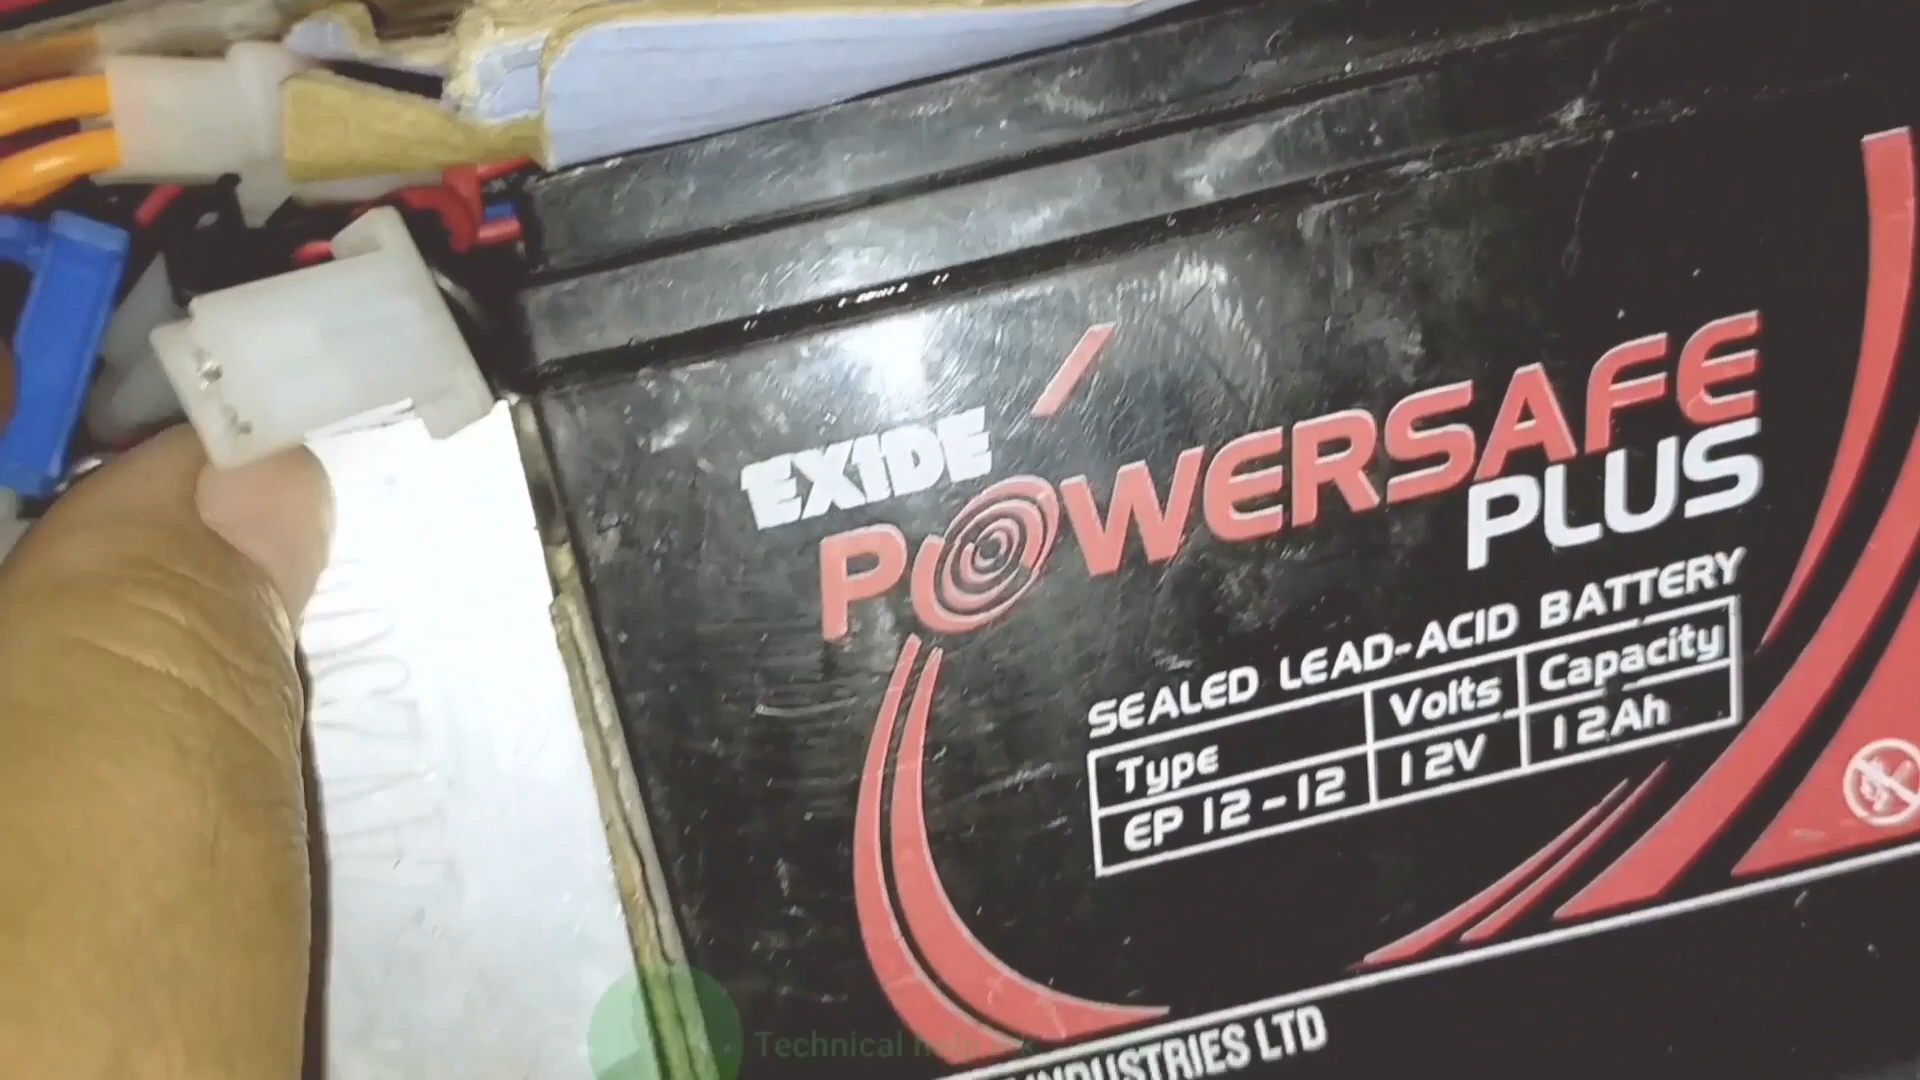 EXIDE
POWERSAFE
PLUS
SEALED LEAD-ACID BATTERY
Type Volts Capacity
EP 12-12 12V 12Ah
INDUSTRIES LTD
Technical